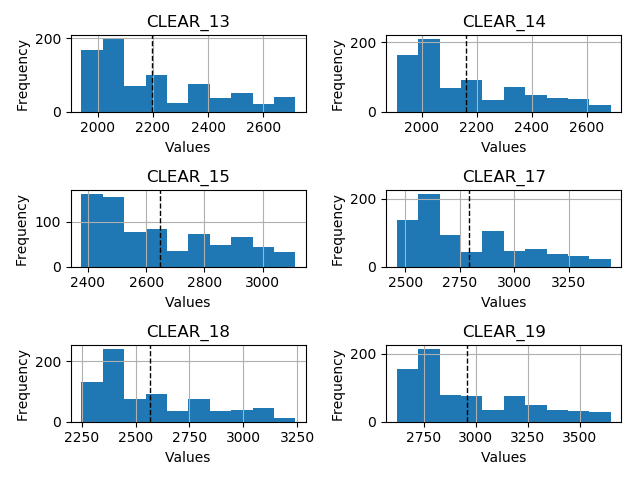 CLEAR_13
Frequency
200
0
2000 2200 2400 2600
Values
CLEAR_14
Frequency
200
0
2000 2200 2400 2600
Values
CLEAR_15
Frequency
100
0
2400 2600 2800 3000
Values
CLEAR_17
Frequency
200
0
2500 2750 3000 3250
Values
CLEAR_18
Frequency
200
0
2250 2500 2750 3000 3250
Values
CLEAR_19
Frequency
200
0
2750 3000 3250 3500
Values